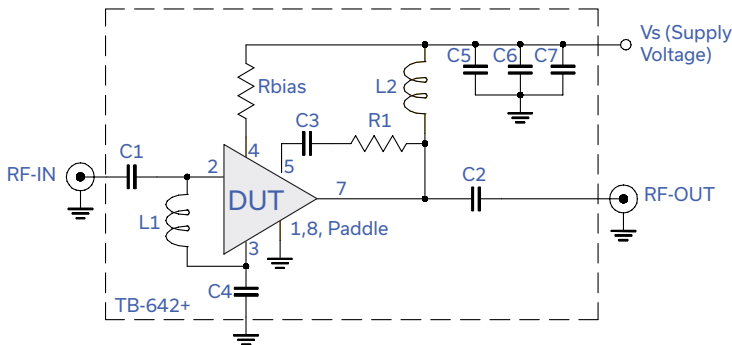 Vs (Supply
Voltage)
C5
C6
C7
L2
Rbias
C3
R1
C1
RF-IN
2
4
5
DUT
7
C2
RF-OUT
L1
1,8, Paddle
3
C4
TB-642+